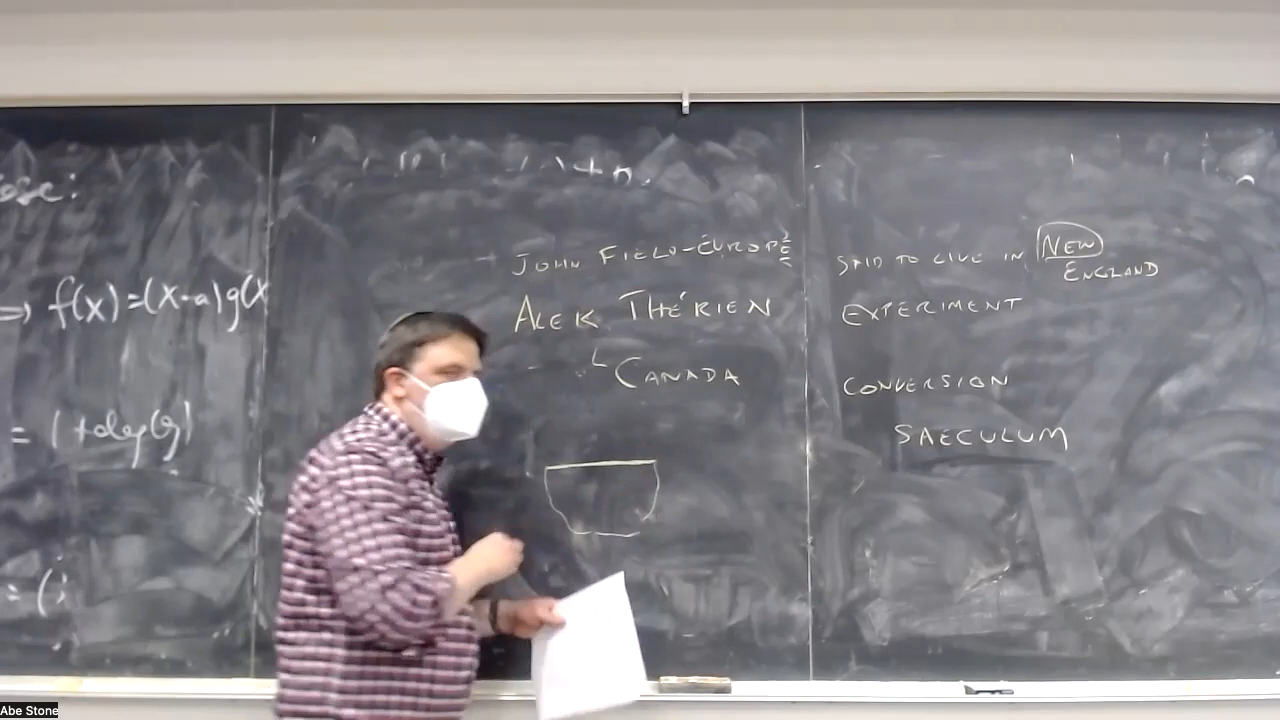 → f(x)=(x-a)g(x
= 1+deg(g)
= (
JOHN FIELD-EUROPE
ALEK THÉRIEN
CANADA
SAID TO LIVE IN NEW
ENGLAND
EXPERIMENT
CONVERSION
SAECULUM
Abe Stone